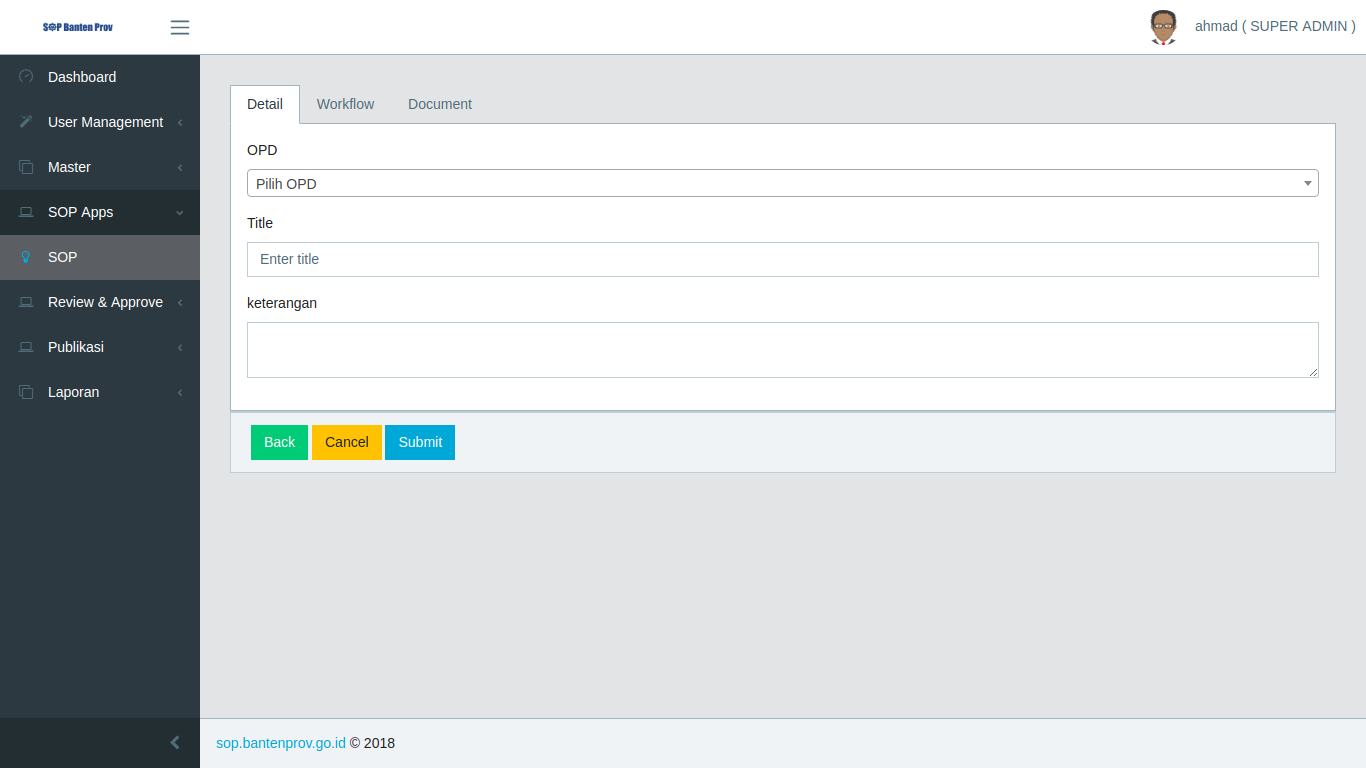 SOP Banten Prov
ahmad ( SUPER ADMIN )
Dashboard
User Management
Master
SOP Apps
SOP
Review & Approve
Publikasi
Laporan
Detail Workflow Document
OPD
Pilih OPD
Title
Enter title
keterangan
Back Cancel Submit
sop.bantenprov.go.id © 2018